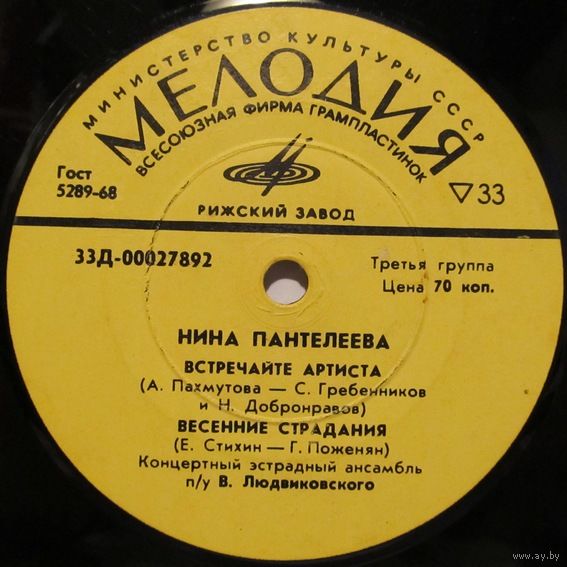 МИНИСТЕРСТВО КУЛЬТУРЫ СССР
МЕЛОДИЯ
ВСЕСОЮЗНАЯ ФИРМА ГРАМПЛАСТИНОК
Гост
5289-68
▽33
РИЖСКИЙ ЗАВОД
33Д-00027892
Третья группа
Цена 70 коп.
НИНА ПАНТЕЛЕЕВА
ВСТРЕЧАЙТЕ АРТИСТА
(А. Пахмутова — С. Гребенников
и Н. Добронравов)
ВЕСЕННИЕ СТРАДАНИЯ
(Е. Стихин — Г. Поженян)
Концертный эстрадный ансамбль
п/у В. Людвиковского
www.ay.by